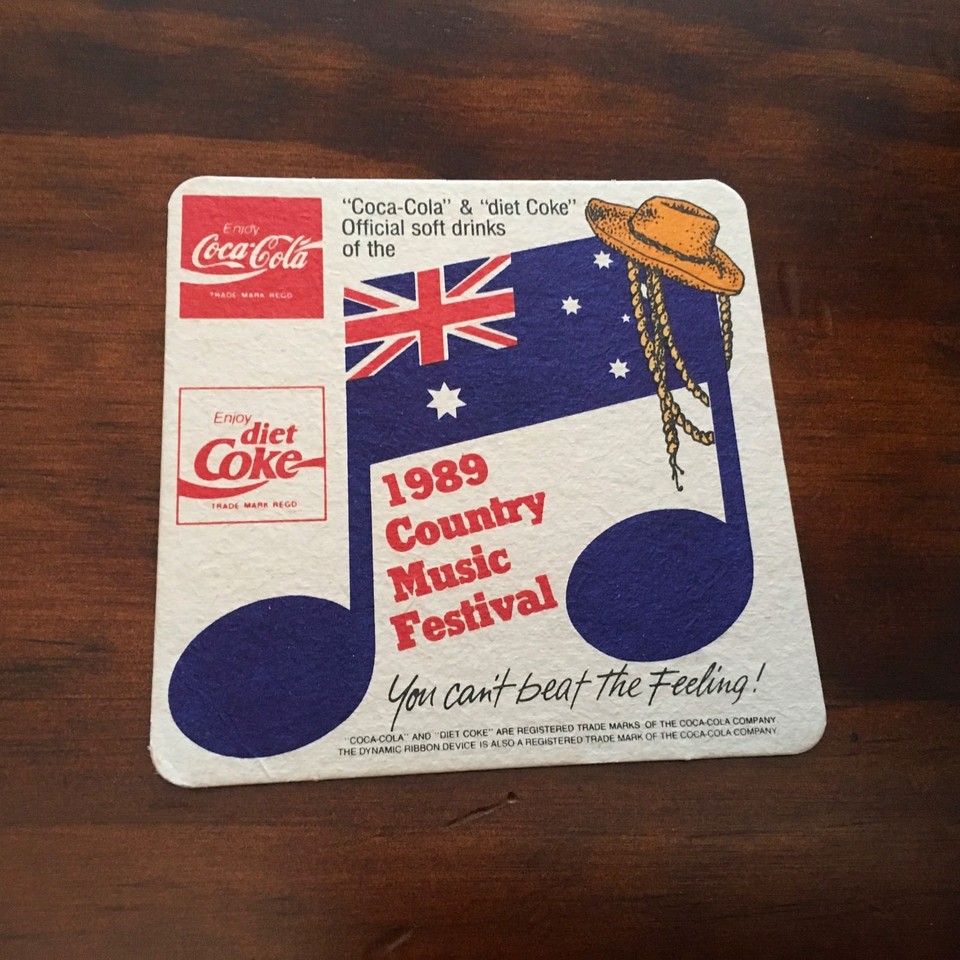 Enjoy
Coca-Cola
TRADE MARK REGD
"Coca-Cola" & "diet Coke"
Official soft drinks
of the
Enjoy
diet
Coke
TRADE MARK REGD
1989
Country
Music
Festival
You can't beat the Feeling!
"COCA-COLA" AND "DIET COKE" ARE REGISTERED TRADE MARKS OF THE COCA-COLA COMPANY
THE DYNAMIC RIBBON DEVICE IS ALSO A REGISTERED TRADE MARK OF THE COCA-COLA COMPANY